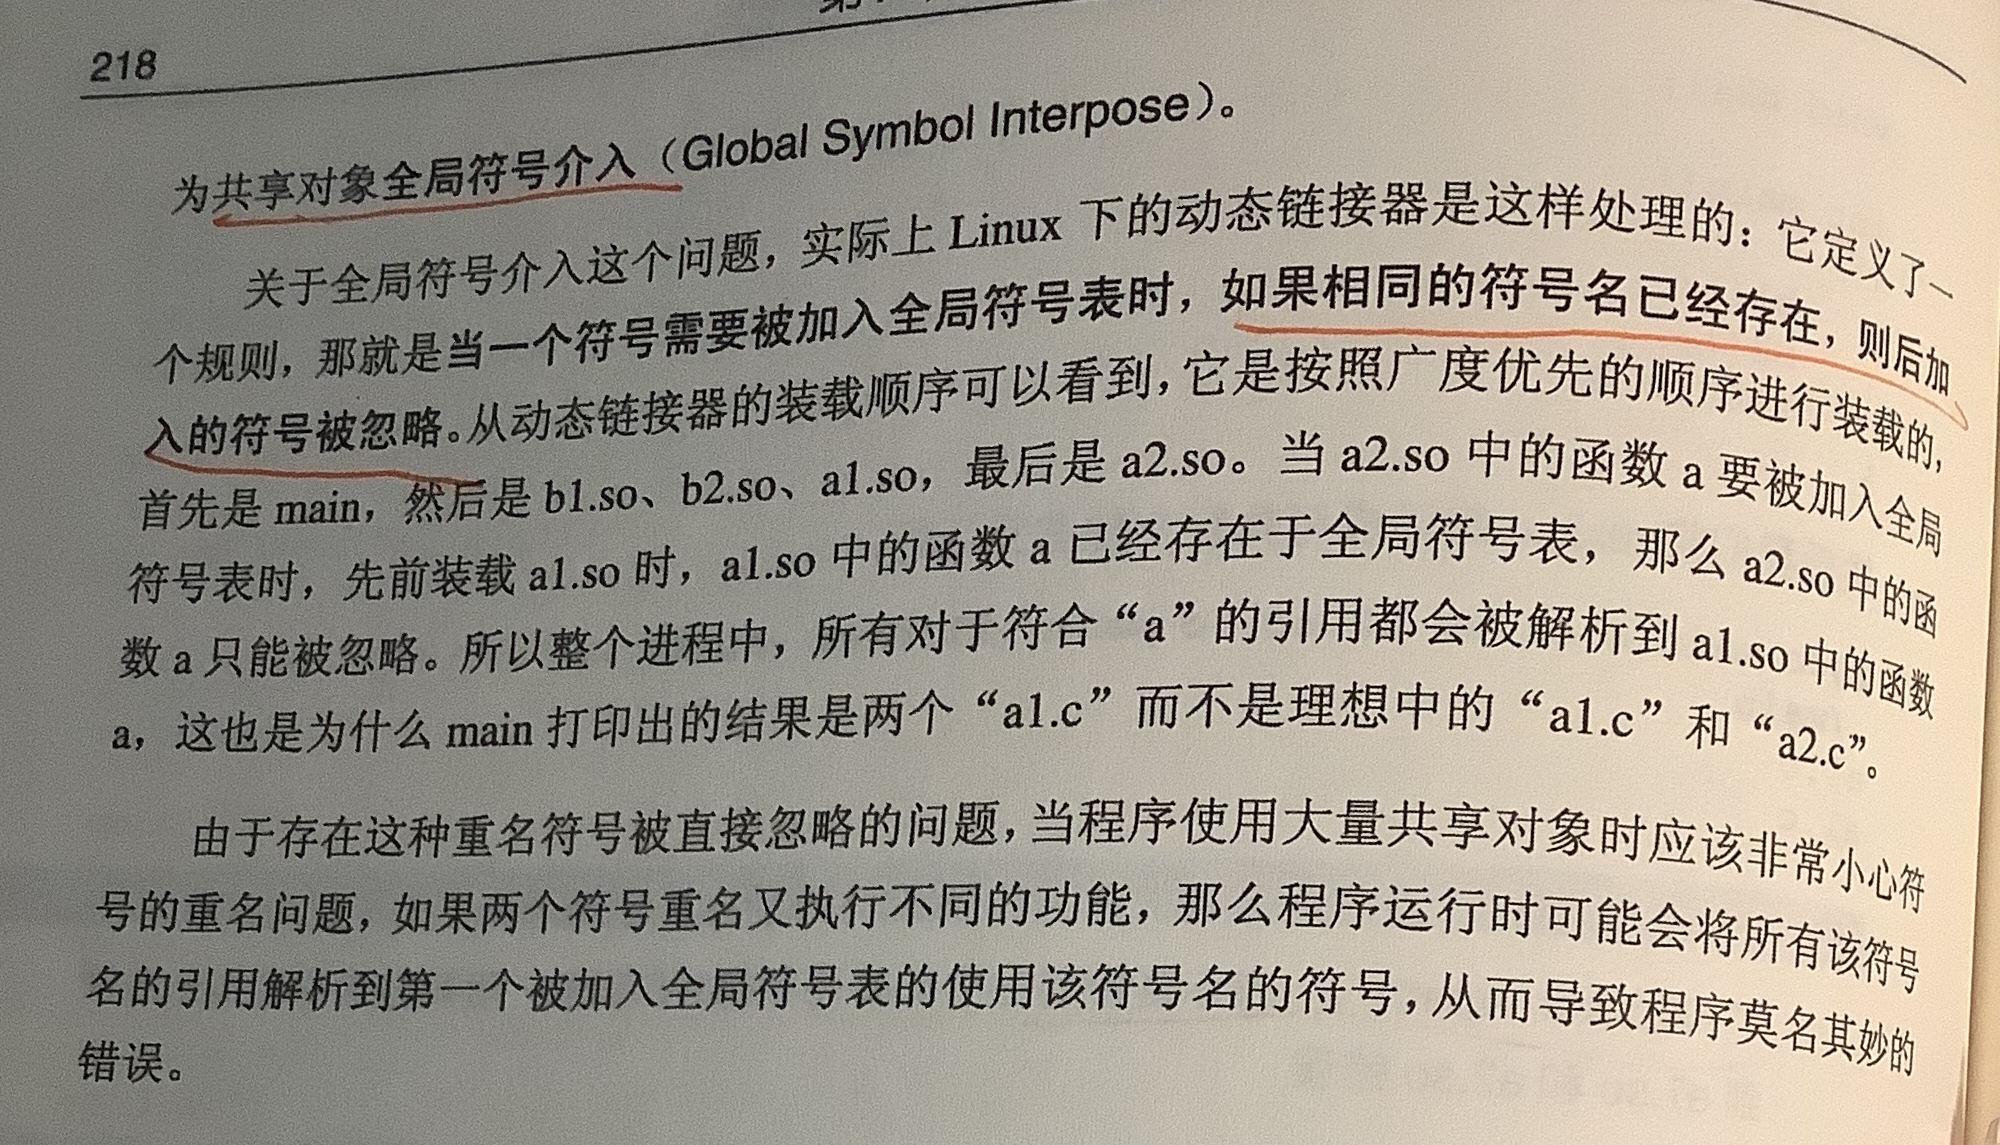 218
为共享对象全局符号介入（Global Symbol Interpose）。
关于全局符号介入这个问题，实际上 Linux 下的动态链接器是这样处理的：它定义了一
个规则，那就是当一个符号需要被加入全局符号表时，如果相同的符号名已经存在，则后加
入的符号被忽略。从动态链接器的装载顺序可以看到，它是按照广度优先的顺序进行装载的，
首先是 main，然后是 b1.so、b2.so、a1.so，最后是 a2.so。当 a2.so 中的函数 a 要被加入全局
符号表时，先前装载 a1.so 时，a1.so 中的函数 a 已经存在于全局符号表，那么 a2.so 中的函
数 a 只能被忽略。所以整个进程中，所有对于符合“a”的引用都会被解析到 a1.so 中的函数
a，这也是为什么 main 打印出的结果是两个“a1.c”而不是理想中的“a1.c”和“a2.c”。
由于存在这种重名符号被直接忽略的问题，当程序使用大量共享对象时应该非常小心符
号的重名问题，如果两个符号重名又执行不同的功能，那么程序运行时可能会将所有该符号
名的引用解析到第一个被加入全局符号表的使用该符号名的符号，从而导致程序莫名其妙的
错误。